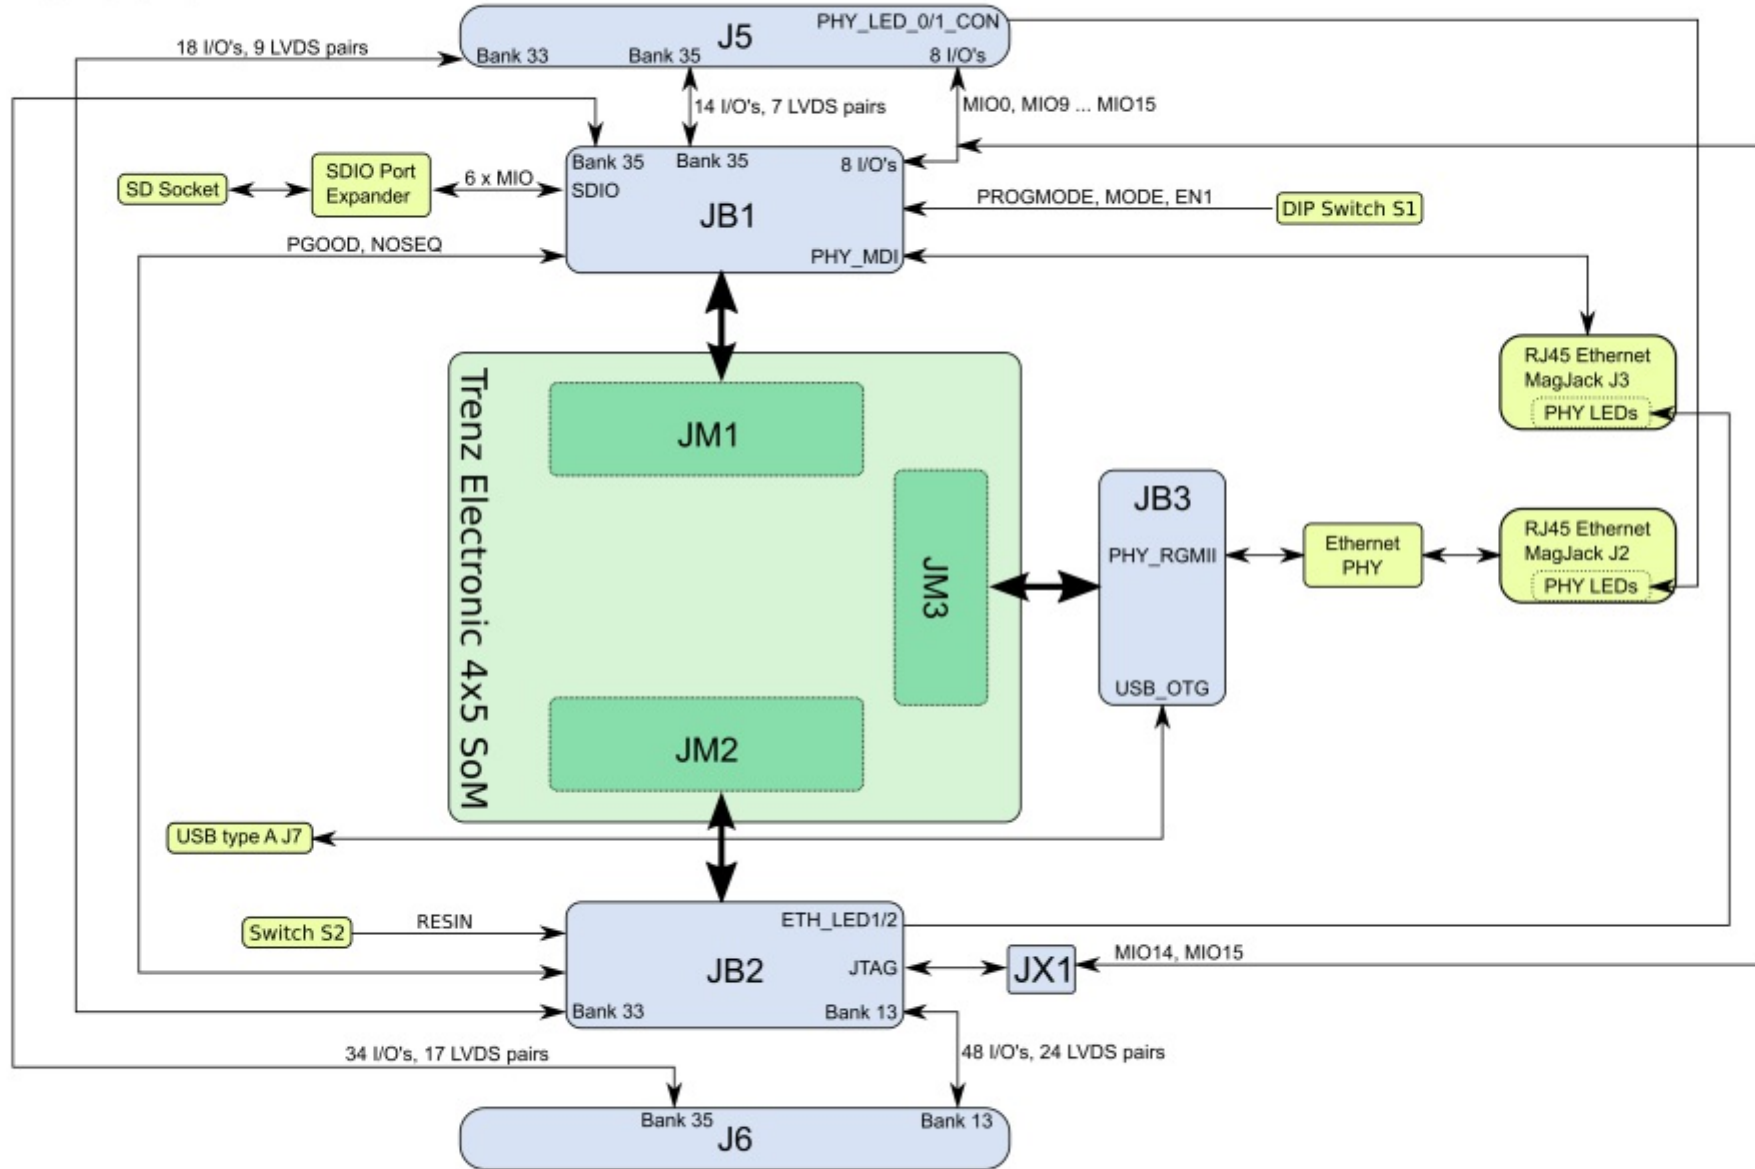 PHY_LED_0/1_CON
J5
18 I/O's, 9 LVDS pairs
Bank 33
Bank 35
8 I/O's
14 I/O's, 7 LVDS pairs
MIO0, MIO9 ... MIO15
Bank 35
Bank 35
8 I/O's
SD Socket
SDIO Port
Expander
6 x MIO
SDIO
JB1
PROGMODE, MODE, EN1
DIP Switch S1
PGOOD, NOSEQ
PHY_MDI
RJ45 Ethernet
MagJack J3
PHY LEDs
Trenz Electronic 4x5 SoM
JM1
JM3
JM2
JB3
PHY_RGMII
USB_OTG
Ethernet
PHY
RJ45 Ethernet
MagJack J2
PHY LEDs
USB type A J7
Switch S2
RESIN
ETH_LED1/2
JB2
JTAG
JX1
MIO14, MIO15
Bank 33
Bank 13
34 I/O's, 17 LVDS pairs
48 I/O's, 24 LVDS pairs
Bank 35
J6
Bank 13